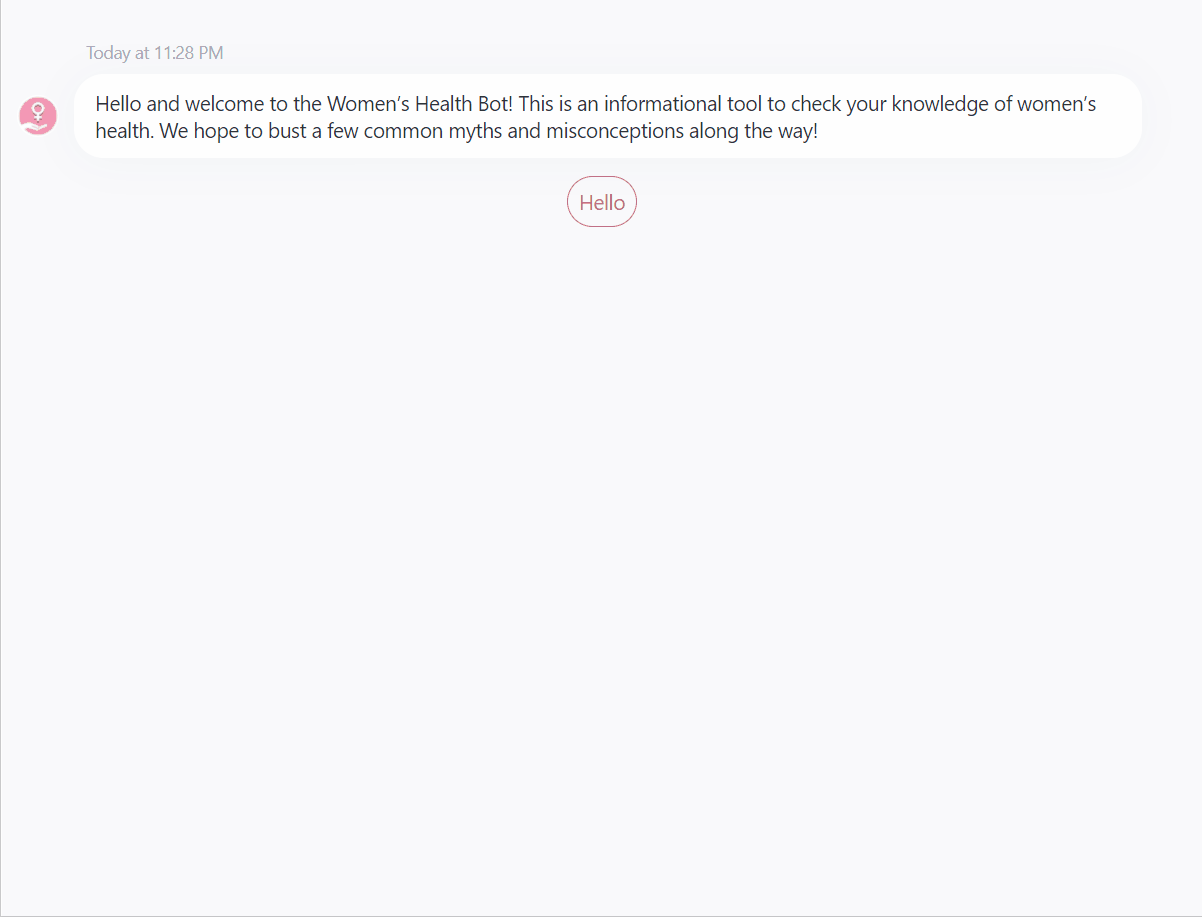 Today at 11:28 PM
Hello and welcome to the Women’s Health Bot! This is an informational tool to check your knowledge of women’s
health. We hope to bust a few common myths and misconceptions along the way!
Hello